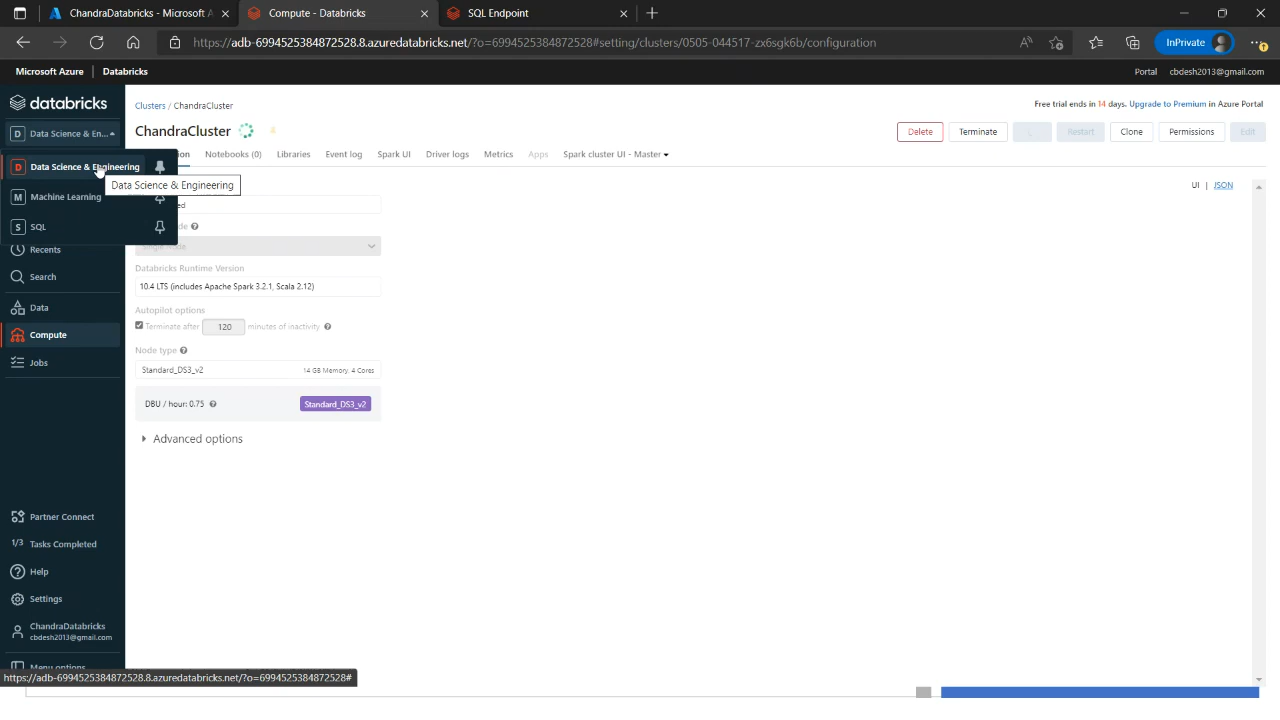 ChandraDatabricks - Microsoft A
Compute - Databricks
SQL Endpoint
https://adb-6994525384872528.8.azuredatabricks.net/?o=6994525384872528#setting/clusters/0505-044517-zx6sgk6b/configuration
InPrivate
Microsoft Azure | Databricks
Portal cbdesh2013@gmail.com
databricks
Clusters / ChandraCluster
Free trial ends in 14 days. Upgrade to Premium in Azure Portal
D Data Science & En...
ChandraCluster
Delete Terminate Restart Clone Permissions Edit
Notebooks (0) Libraries Event log Spark UI Driver logs Metrics Apps Spark cluster UI - Master
D Data Science & Engineering
Data Science & Engineering
UI | JSON
M Machine Learning
S SQL
Single Node
Recents
Databricks Runtime Version
Search
10.4 LTS (includes Apache Spark 3.2.1, Scala 2.12)
Data
Autopilot options
Terminate after 120 minutes of inactivity
Compute
Node type
Jobs
Standard_DS3_v2 14 GB Memory, 4 Cores
DBU / hour: 0.75 Standard_DS3_v2
Advanced options
Partner Connect
1/3 Tasks Completed
Help
Settings
ChandraDatabricks
cbdesh2013@gmail.com
Menu options
https://adb-6994525384872528.8.azuredatabricks.net/?o=6994525384872528#